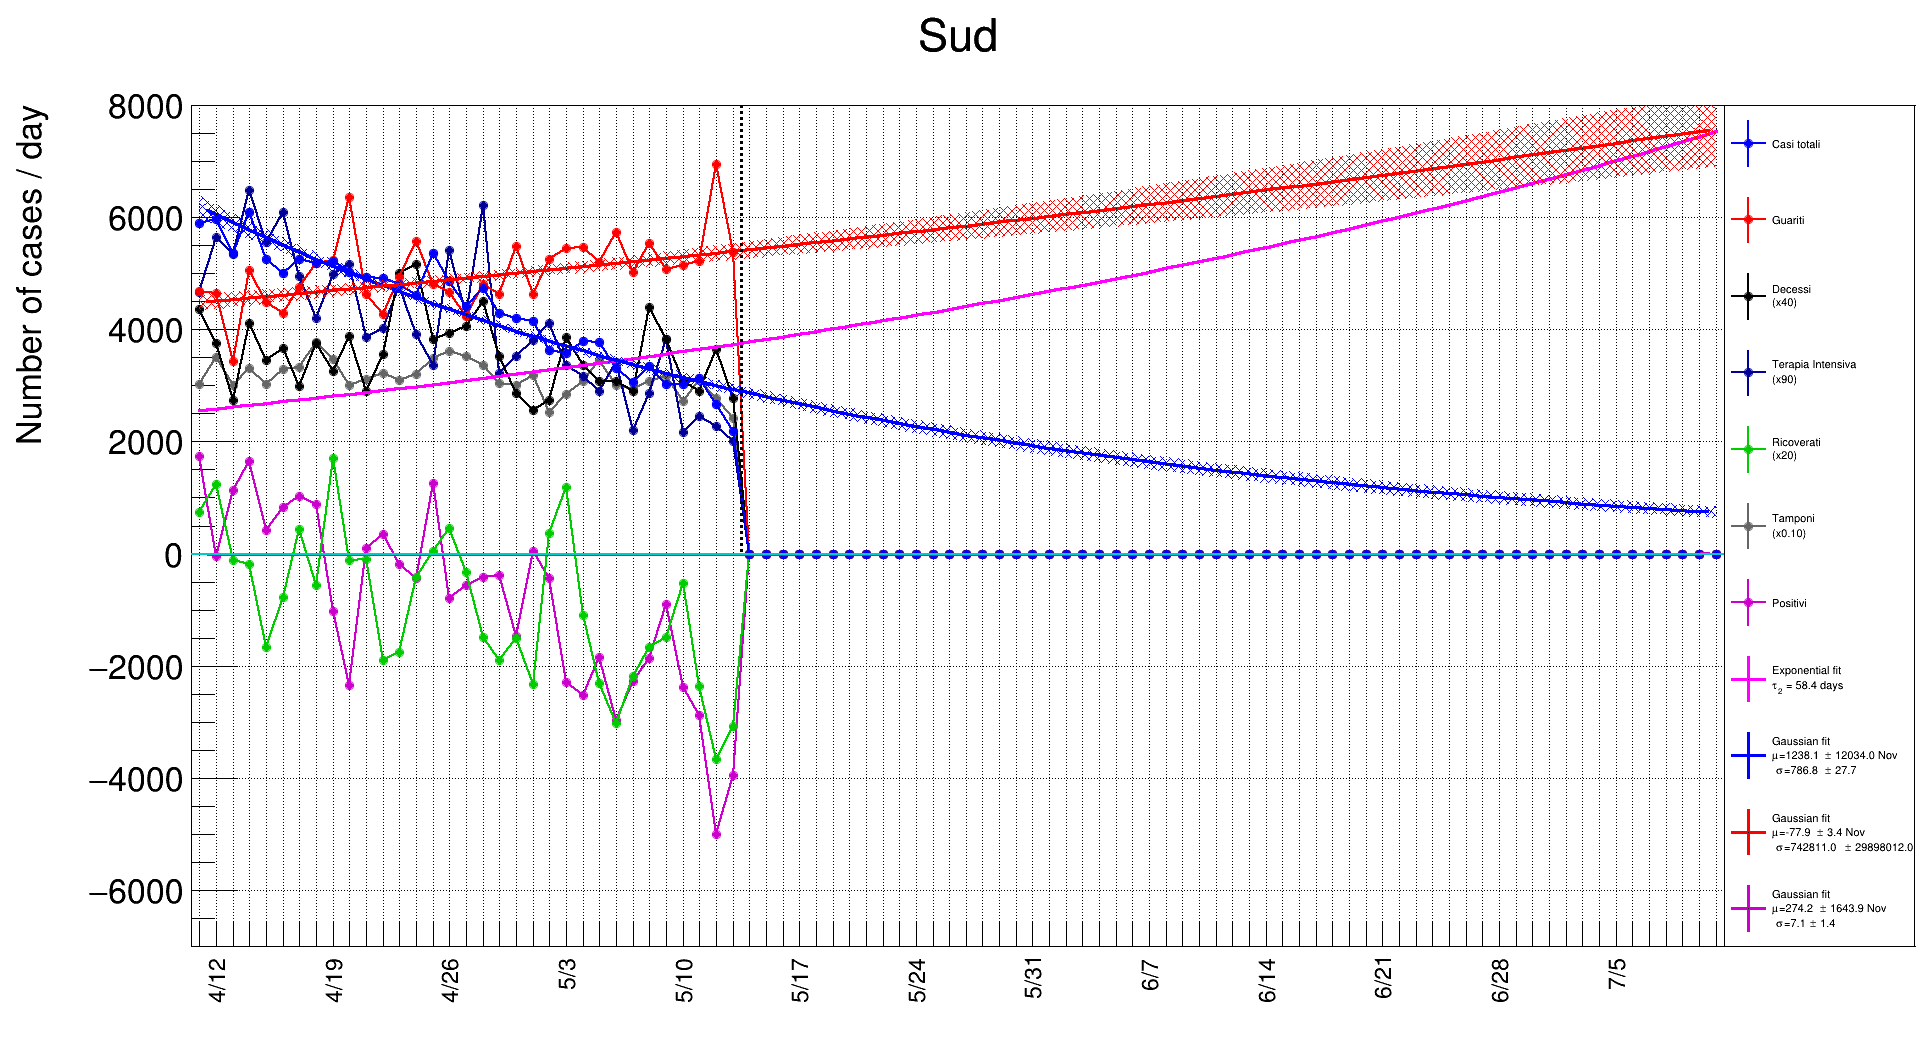 Sud
Number of cases / day
8000
6000
4000
2000
0
−2000
−4000
−6000
4/12
4/19
4/26
5/3
5/10
5/17
5/24
5/31
6/7
6/14
6/21
6/28
7/5
Casi totali
Guariti
Decessi
(x40)
Terapia Intensiva
(x90)
Ricoverati
(x20)
Tamponi
(x0.10)
Positivi
Exponential fit
τ2 = 58.4 days
Gaussian fit
μ=1238.1 ± 12034.0 Nov
σ=786.8 ± 27.7
Gaussian fit
μ=-77.9 ± 3.4 Nov
σ=742811.0 ± 29898012.0
Gaussian fit
μ=274.2 ± 1643.9 Nov
σ=7.1 ± 1.4